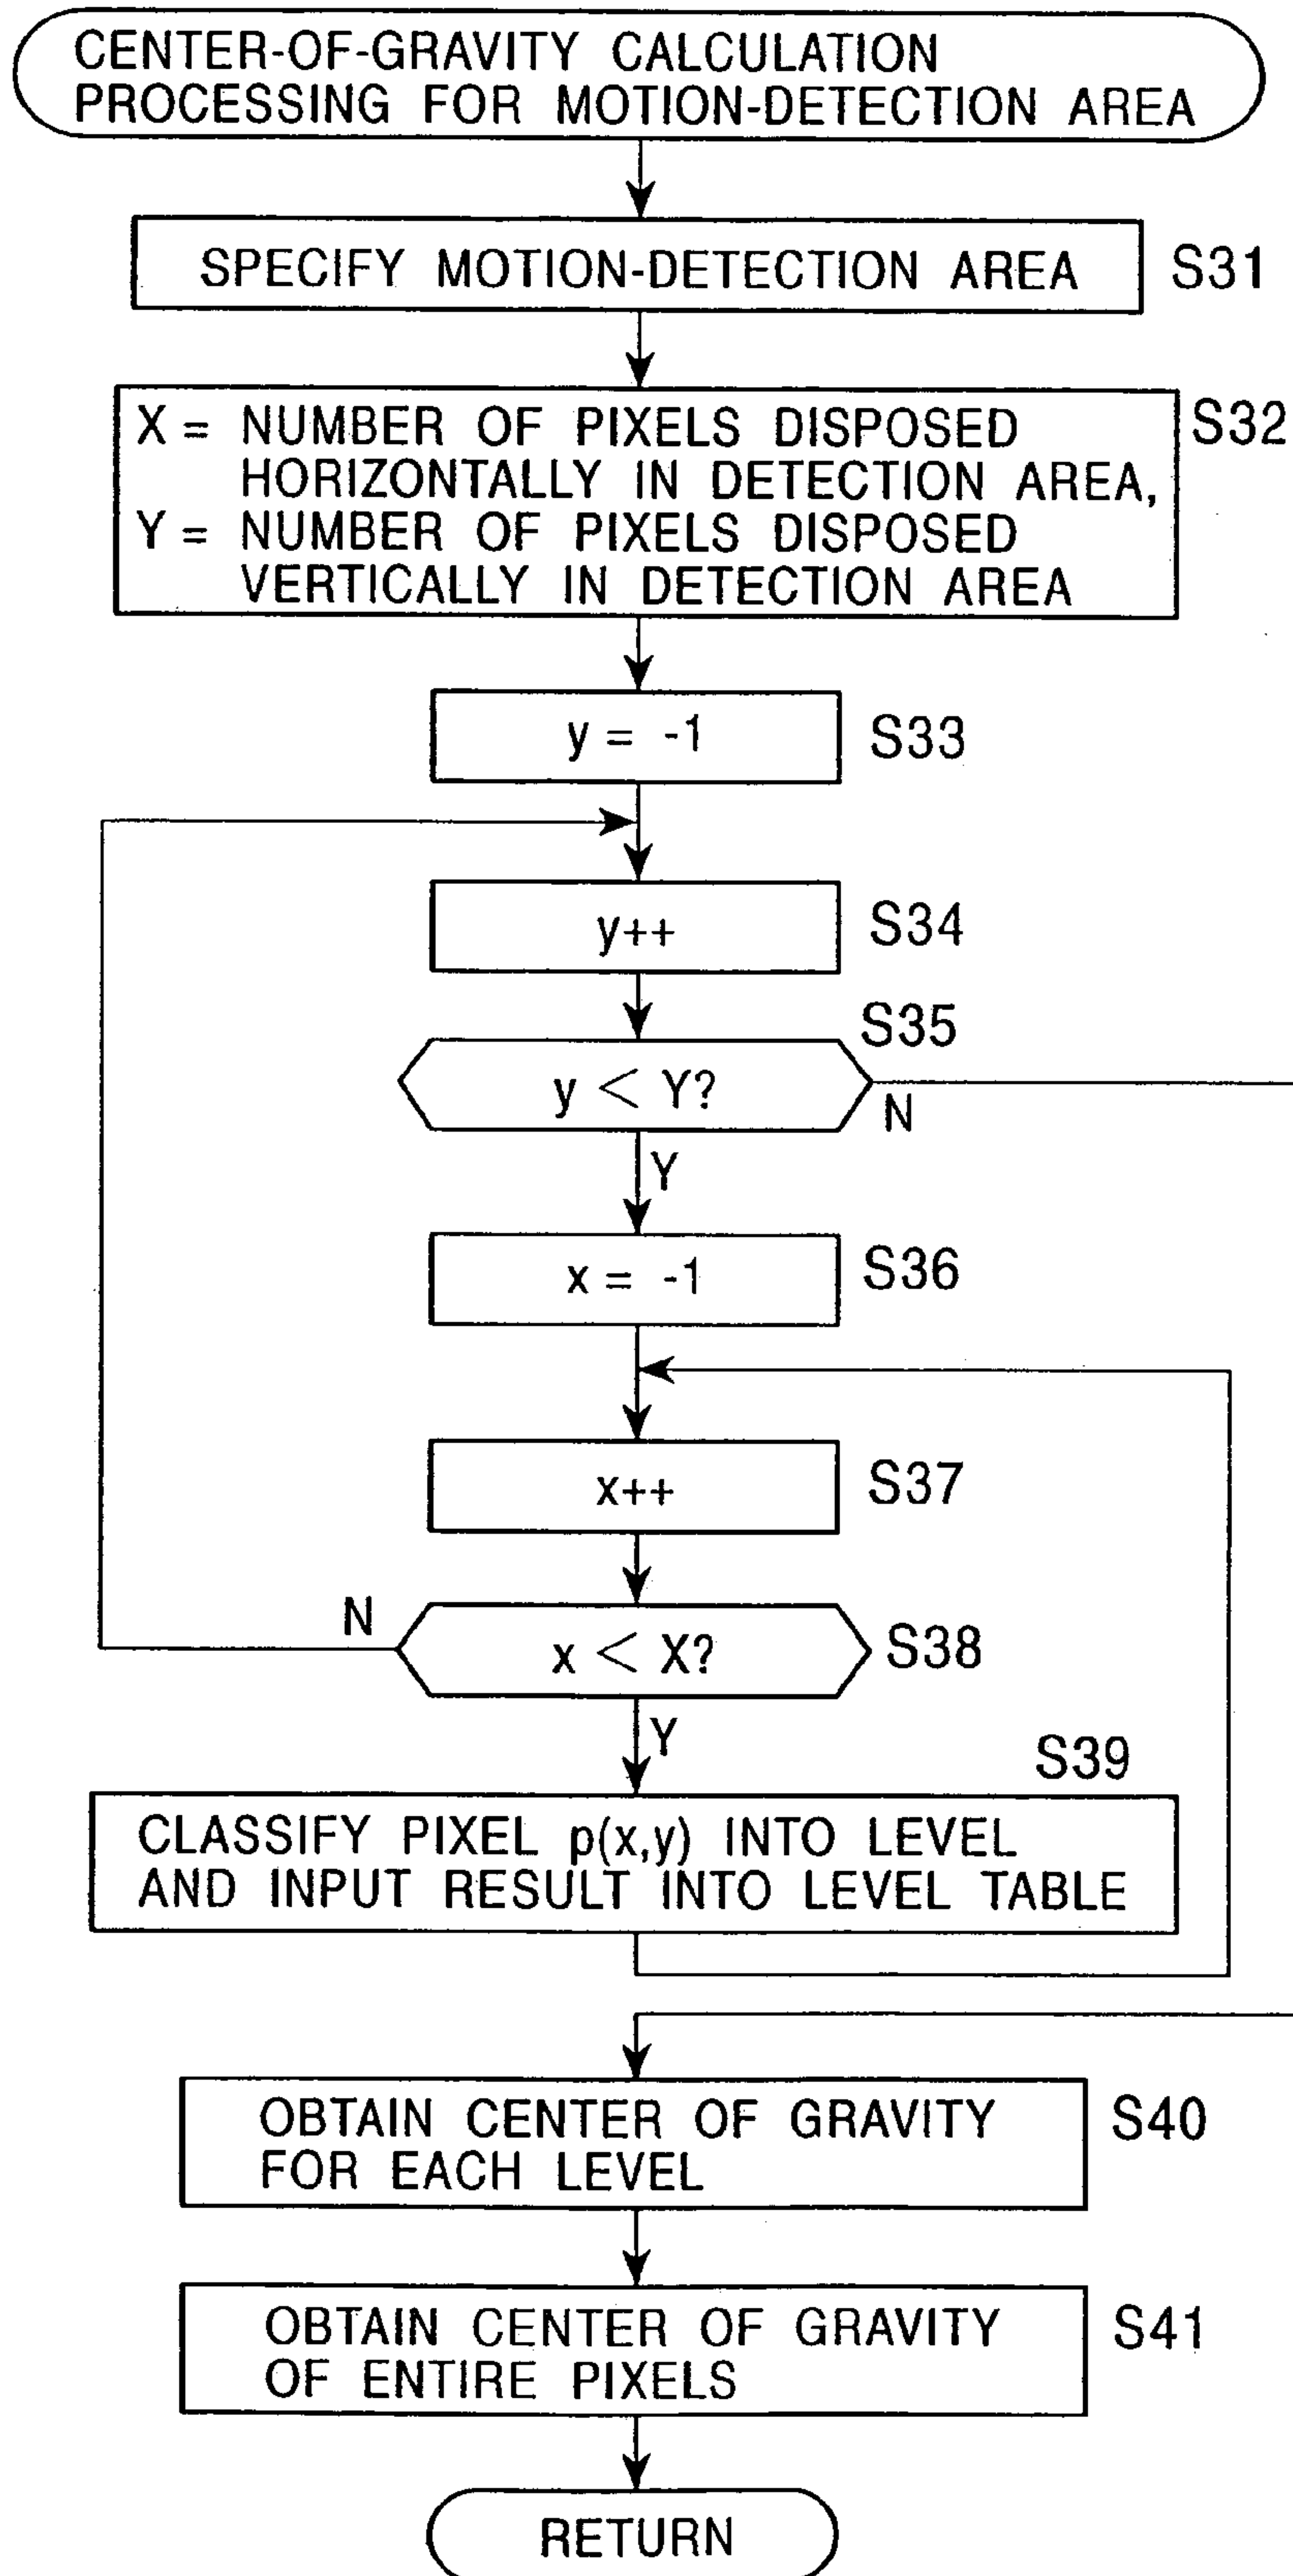 CENTER-OF-GRAVITY CALCULATION
PROCESSING FOR MOTION-DETECTION AREA
SPECIFY MOTION-DETECTION AREA
S31
X = NUMBER OF PIXELS DISPOSED
HORIZONTALLY IN DETECTION AREA,
Y = NUMBER OF PIXELS DISPOSED
VERTICALLY IN DETECTION AREA
S32
y = -1
S33
y++
S34
S35
y < Y?
N
Y
x = -1
S36
x++
S37
N
x < X?
S38
Y
S39
CLASSIFY PIXEL p(x,y) INTO LEVEL
AND INPUT RESULT INTO LEVEL TABLE
OBTAIN CENTER OF GRAVITY
FOR EACH LEVEL
S40
OBTAIN CENTER OF GRAVITY
OF ENTIRE PIXELS
S41
RETURN